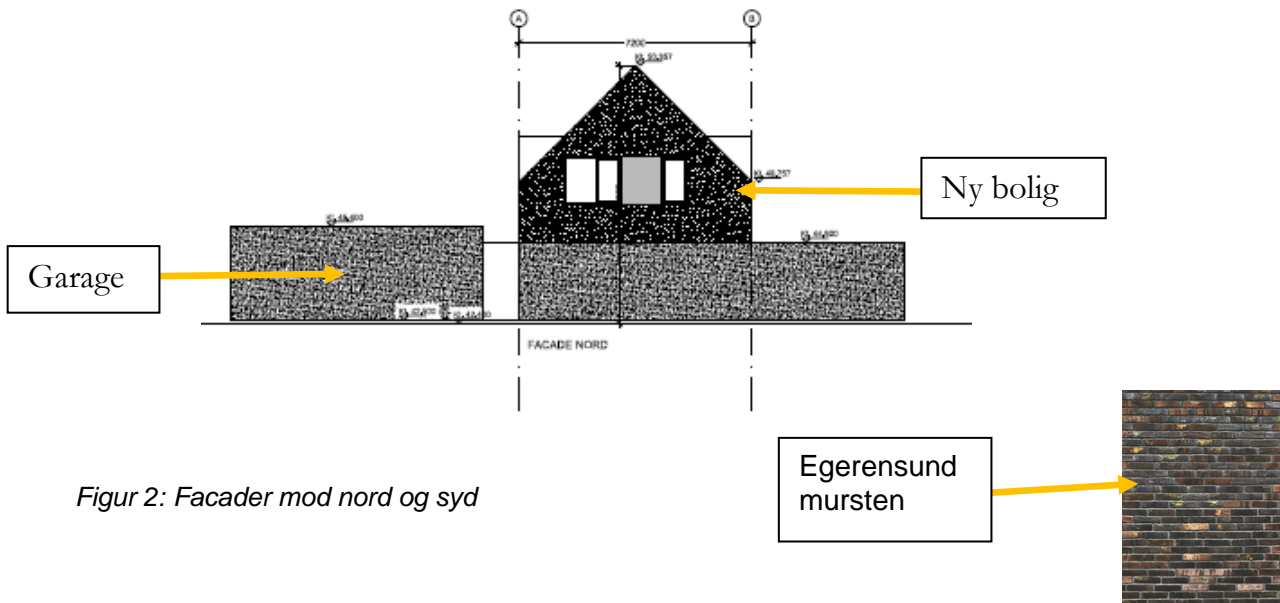 A
B
7200
Ny bolig
Garage
FACADE NORD
Egerensund
mursten
Figur 2: Facader mod nord og syd